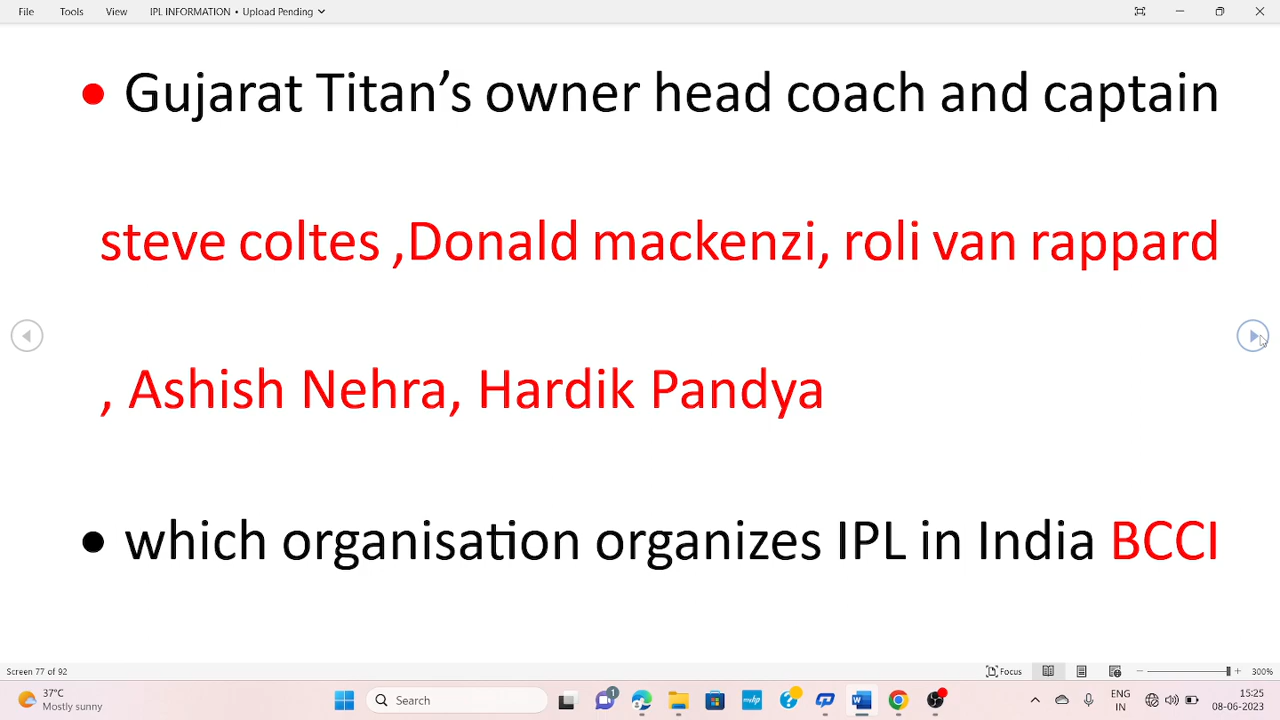 File Tools View IPL INFORMATION • Upload Pending
• Gujarat Titan’s owner head coach and captain
steve coltes ,Donald mackenzi, roli van rappard
, Ashish Nehra, Hardik Pandya
• which organisation organizes IPL in India BCCI
Screen 77 of 92 Focus 300%
37°C
Mostly sunny
Search
1
ENG
IN
15:25
08-06-2023